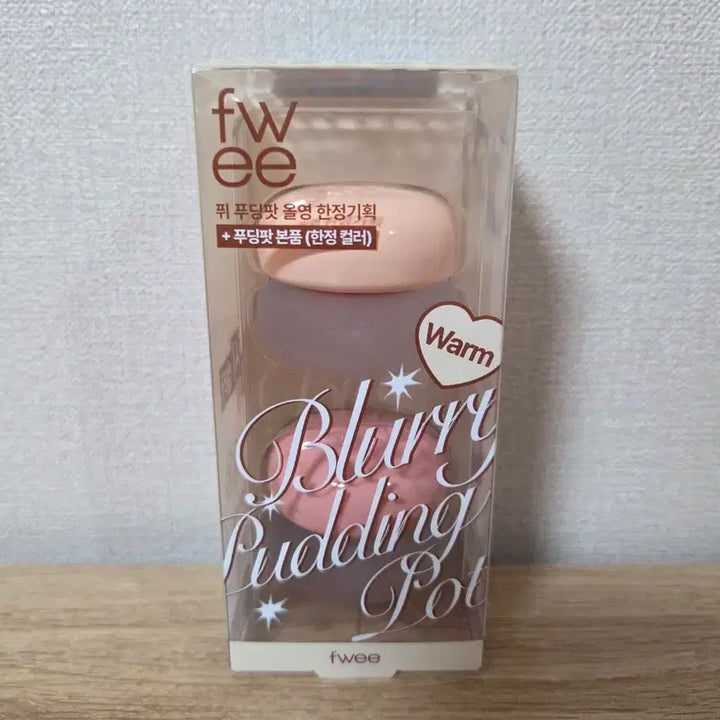 fw
ee
퓌 푸딩팟 올영 한정기획
+ 푸딩팟 본품 (한정 컬러)
Warm
Blurry
Pudding
Pot
fwee